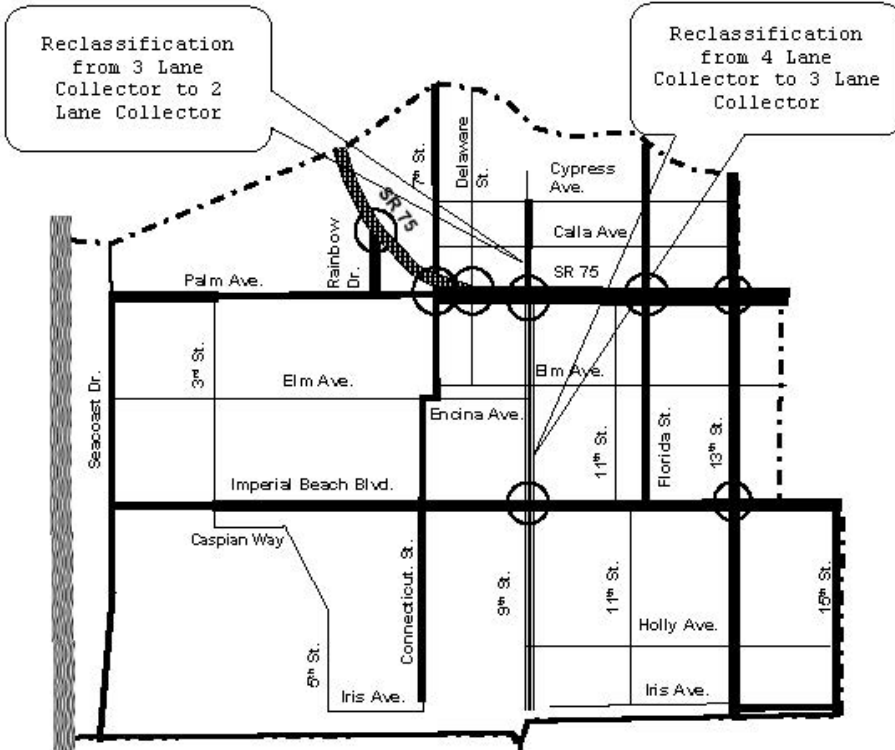 Reclassification
from 3 Lane
Collector to 2
Lane Collector
Reclassification
from 4 Lane
Collector to 3 Lane
Collector
7th St.
Delaware
St.
Cypress
Ave.
SR 75
Calla Ave
Rainbow
Dr.
SR 75
Palm Ave.
3rd St.
Elm Ave.
Elm Ave.
Seacoast Dr.
Encina Ave.
11th St.
Florida St.
13th St.
Imperial Beach Blvd.
Caspian Way
Connecticut. St.
9th St.
11th St.
15th St.
Holly Ave.
5th St.
Iris Ave.
Iris Ave.